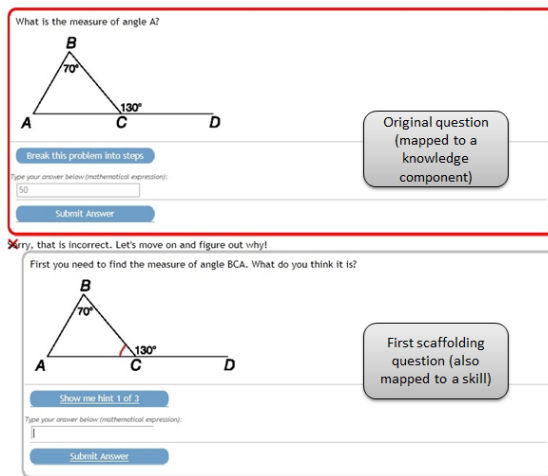 What is the measure of angle A?
B
70°
130°
A
C
D
Break this problem into steps
Type your answer below (mathematical expression):
50
Submit Answer
Original question
(mapped to a
knowledge
component)
Sorry, that is incorrect. Let's move on and figure out why!
First you need to find the measure of angle BCA. What do you think it is?
B
70°
130°
A
C
D
Show me hint 1 of 3
Type your answer below (mathematical expression):
Submit Answer
First scaffolding
question (also
mapped to a skill)